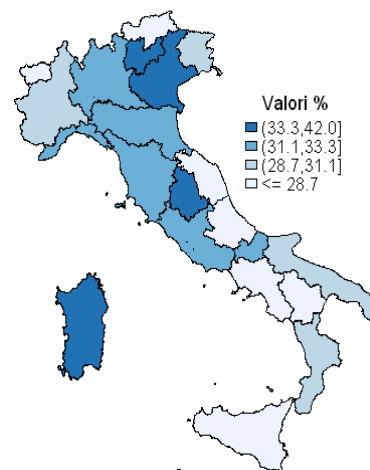 Valori %
(33.3,42.0]
(31.1,33.3]
(28.7,31.1]
<= 28.7